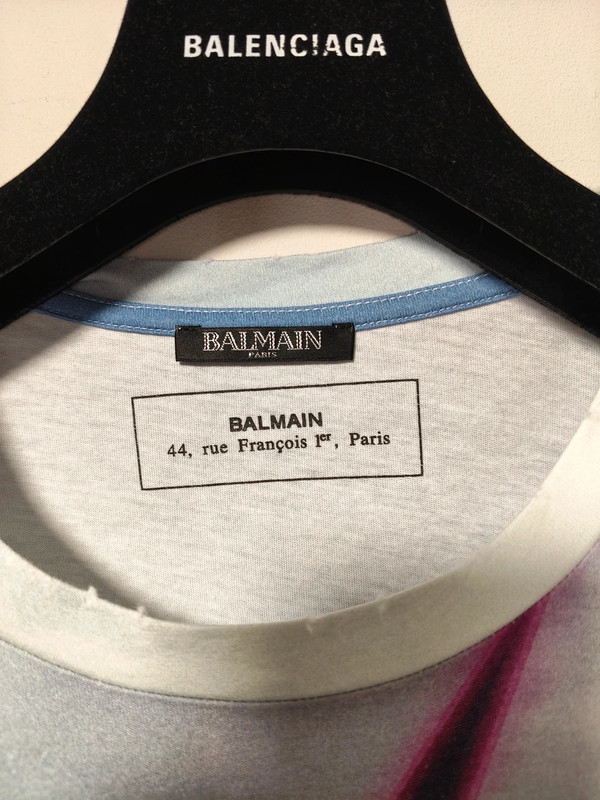 BALENCIAGA
BALMAIN
PARIS
BALMAIN
44, rue François 1er, Paris